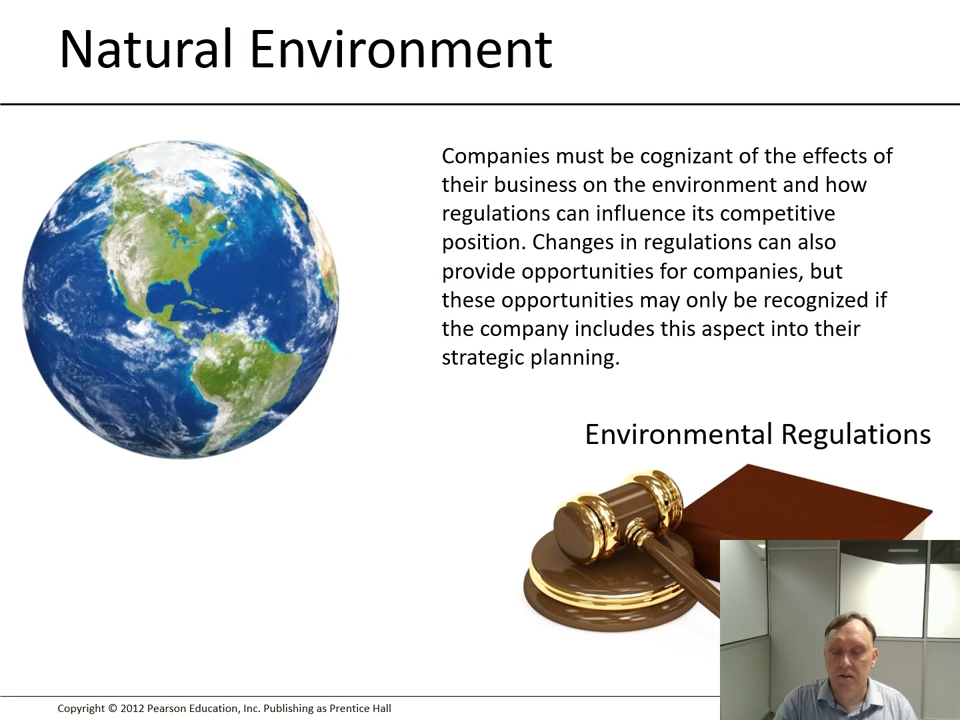 Natural Environment
Companies must be cognizant of the effects of
their business on the environment and how
regulations can influence its competitive
position. Changes in regulations can also
provide opportunities for companies, but
these opportunities may only be recognized if
the company includes this aspect into their
strategic planning.
Environmental Regulations
Copyright © 2012 Pearson Education, Inc. Publishing as Prentice Hall